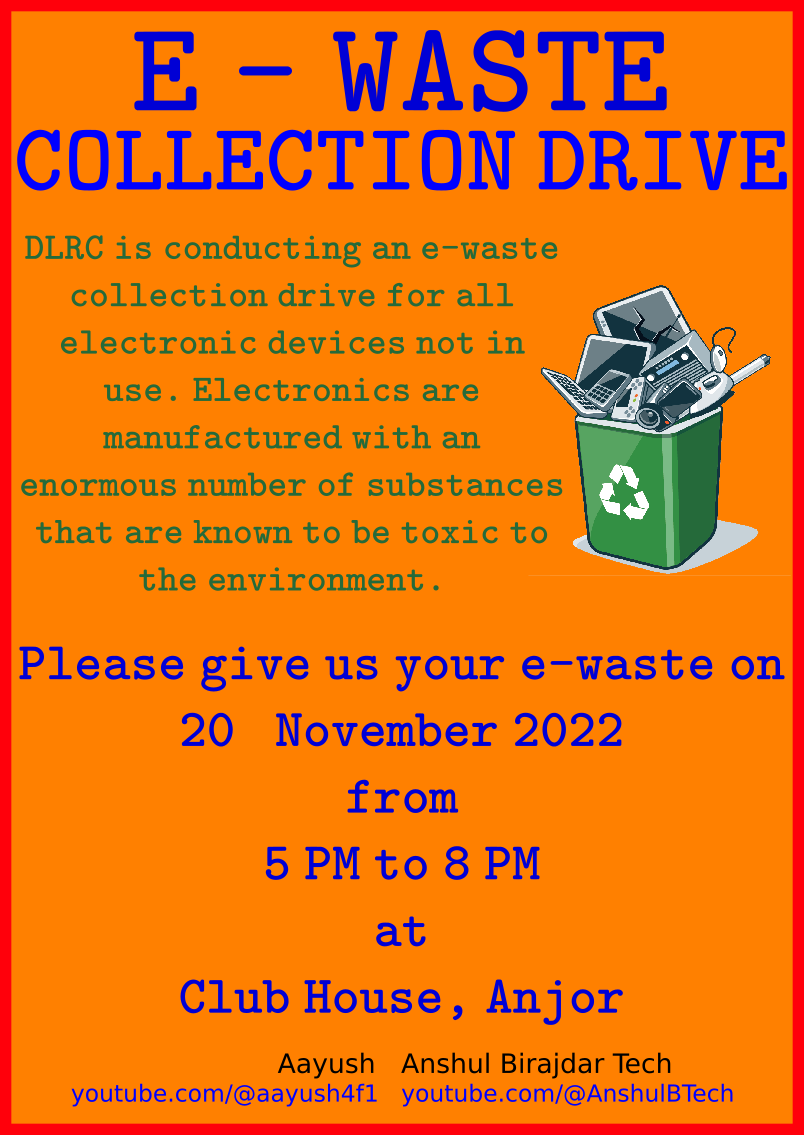 E - WASTE
COLLECTION DRIVE
DLRC is conducting an e-waste
collection drive for all
electronic devices not in
use. Electronics are
manufactured with an
enormous number of substances
that are known to be toxic to
the environment.
Please give us your e-waste on
20 November 2022
from
5 PM to 8 PM
at
Club House, Anjor
Aayush Anshul Birajdar Tech
youtube.com/@aayush4f1 youtube.com/@AnshulBTech